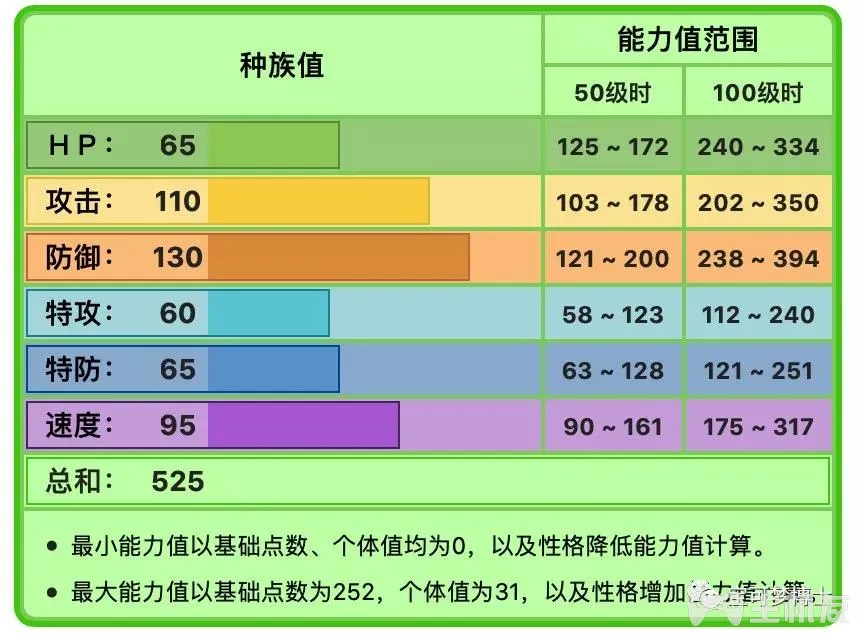 种族值 能力值范围
50级时 100级时
HP： 65 125 ~ 172 240 ~ 334
攻击： 110 103 ~ 178 202 ~ 350
防御： 130 121 ~ 200 238 ~ 394
特攻： 60 58 ~ 123 112 ~ 240
特防： 65 63 ~ 128 121 ~ 251
速度： 95 90 ~ 161 175 ~ 317
总和： 525
• 最小能力值以基础点数、个体值均为0，以及性格降低能力值计算。
• 最大能力值以基础点数为252，个体值为31，以及性格增加能力值计算。